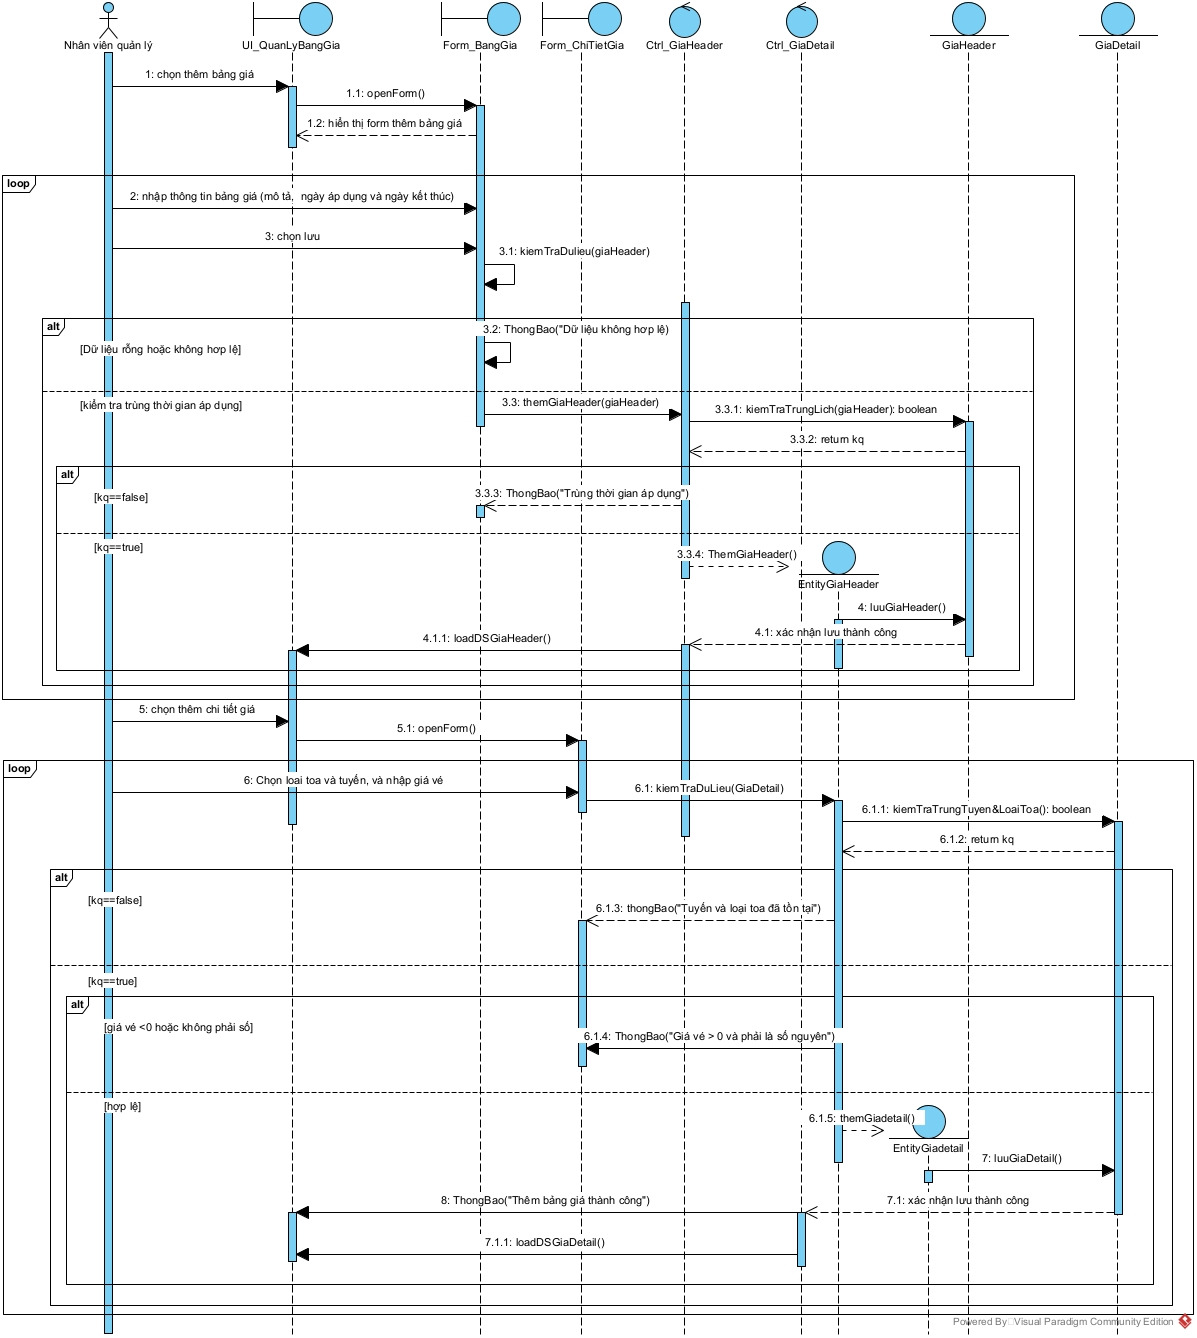 Nhân viên quản lý
UI_QuanLyBangGia
Form_BangGia
Form_ChiTietGia
Ctrl_GiaHeader
Ctrl_GiaDetail
GiaHeader
GiaDetail
1: chọn thêm bảng giá
1.1: openForm()
1.2: hiển thị form thêm bảng giá
loop
2: nhập thông tin bảng giá (mô tả, ngày áp dụng và ngày kết thúc)
3: chọn lưu
3.1: kiemTraDulieu(giaHeader)
alt
3.2: ThongBao("Dữ liệu không hơp lệ)
[Dữ liệu rỗng hoặc không hơp lệ]
[kiểm tra trùng thời gian áp dụng]
3.3: themGiaHeader(giaHeader)
3.3.1: kiemTraTrungLich(giaHeader): boolean
3.3.2: return kq
alt
[kq==false]
3.3.3: ThongBao("Trùng thời gian áp dụng")
[kq==true]
3.3.4: ThemGiaHeader()
EntityGiaHeader
4: luuGiaHeader()
4.1: xác nhận lưu thành công
4.1.1: loadDSGiaHeader()
5: chọn thêm chi tiết giá
5.1: openForm()
loop
6: Chọn loai toa và tuyến, và nhập giá vé
6.1: kiemTraDuLieu(GiaDetail)
6.1.1: kiemTraTrungTuyen&LoaiToa(): boolean
6.1.2: return kq
alt
[kq==false]
6.1.3: thongBao("Tuyến và loại toa đã tồn tại")
[kq==true]
alt
[giá vé <0 hoặc không phải số]
6.1.4: ThongBao("Giá vé > 0 và phải là số nguyên")
[hợp lệ]
6.1.5: themGiadetail()
EntityGiadetail
7: luuGiaDetail()
7.1: xác nhận lưu thành công
8: ThongBao("Thêm bảng giá thành công")
7.1.1: loadDSGiaDetail()
Powered By Visual Paradigm Community Edition